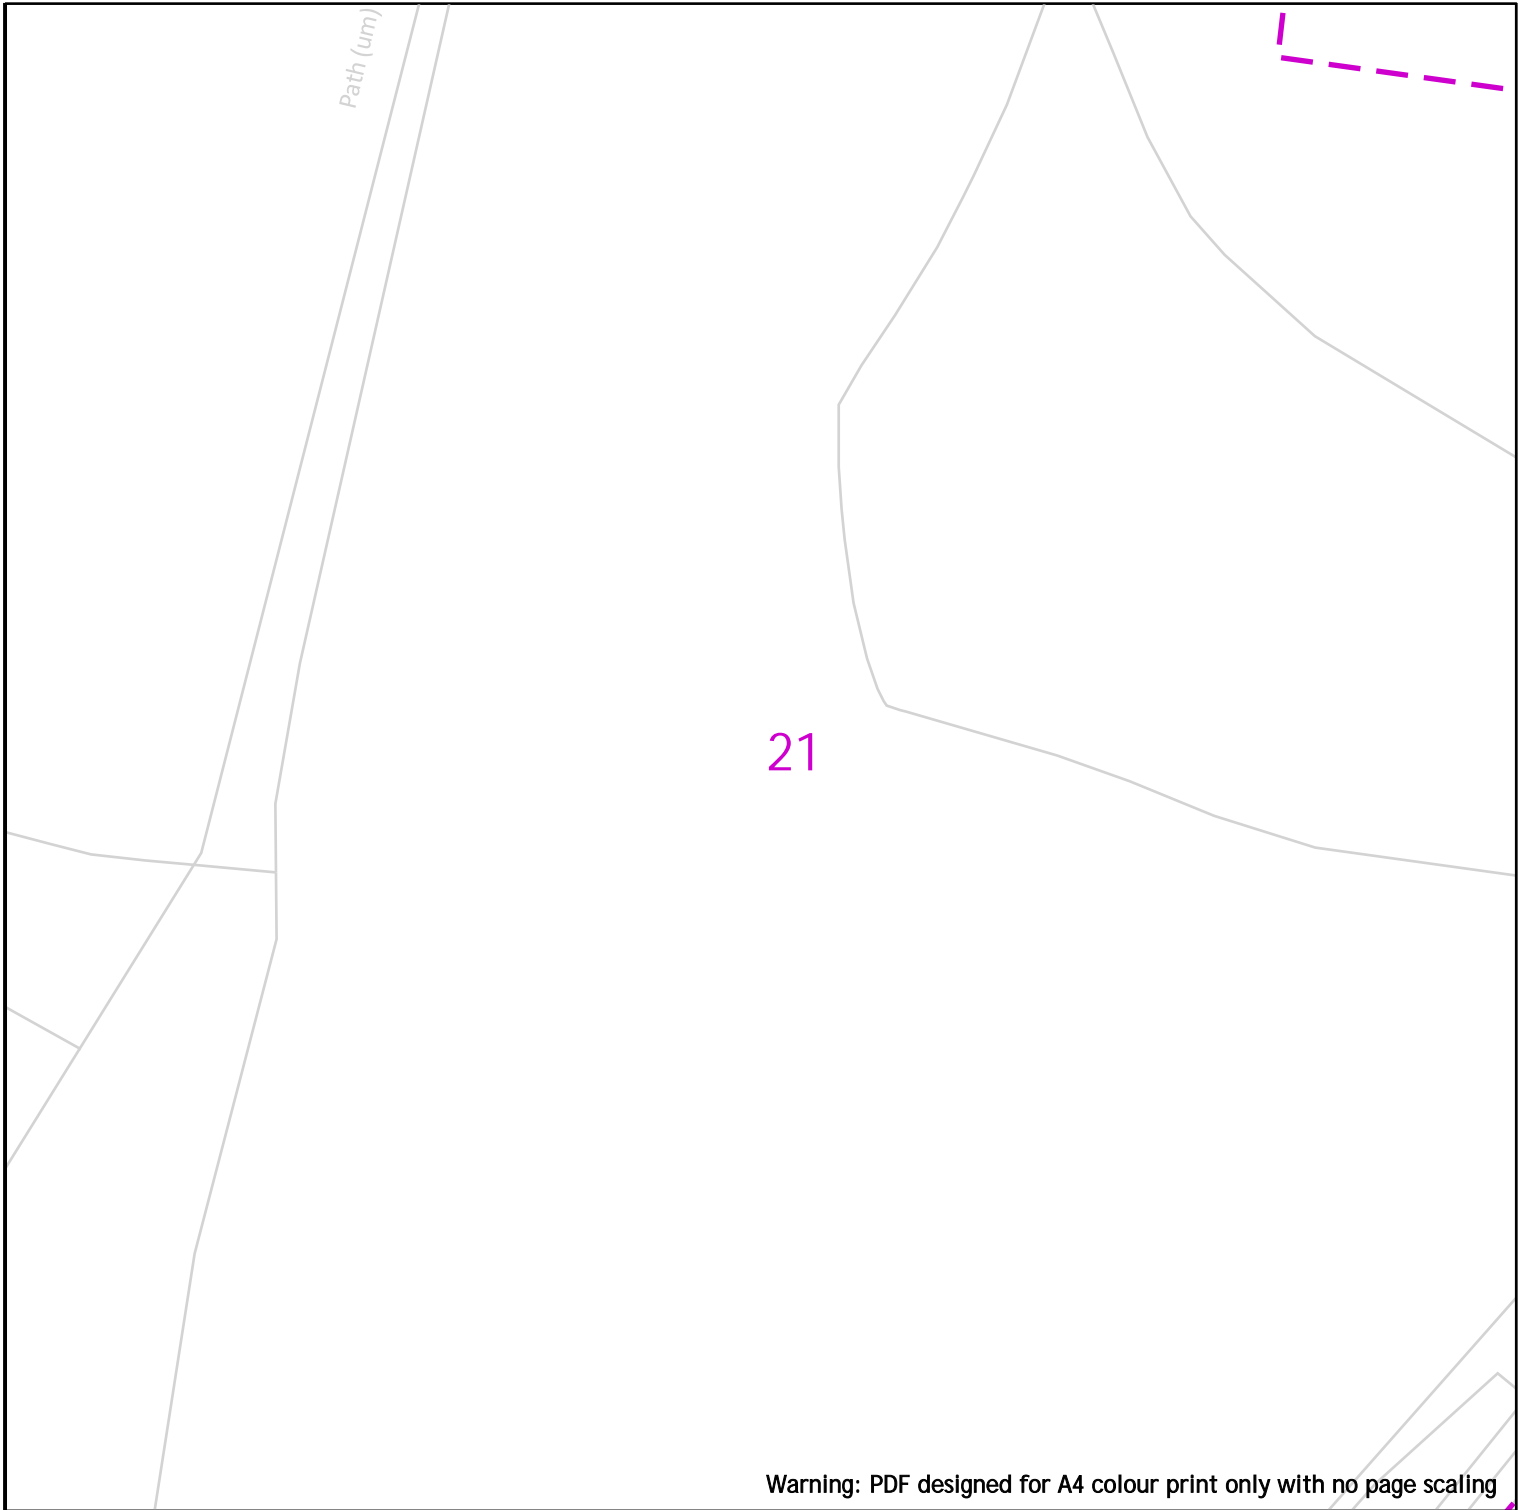 Path (um)
21
Warning: PDF designed for A4 colour print only with no page scaling